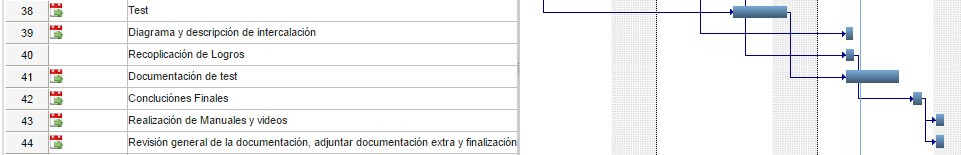 38 Test
39 Diagrama y descripción de intercalación
40 Recoplicación de Logros
41 Documentación de test
42 Concluciónes Finales
43 Realización de Manuales y videos
44 Revisión general de la documentación, adjuntar documentación extra y finalización